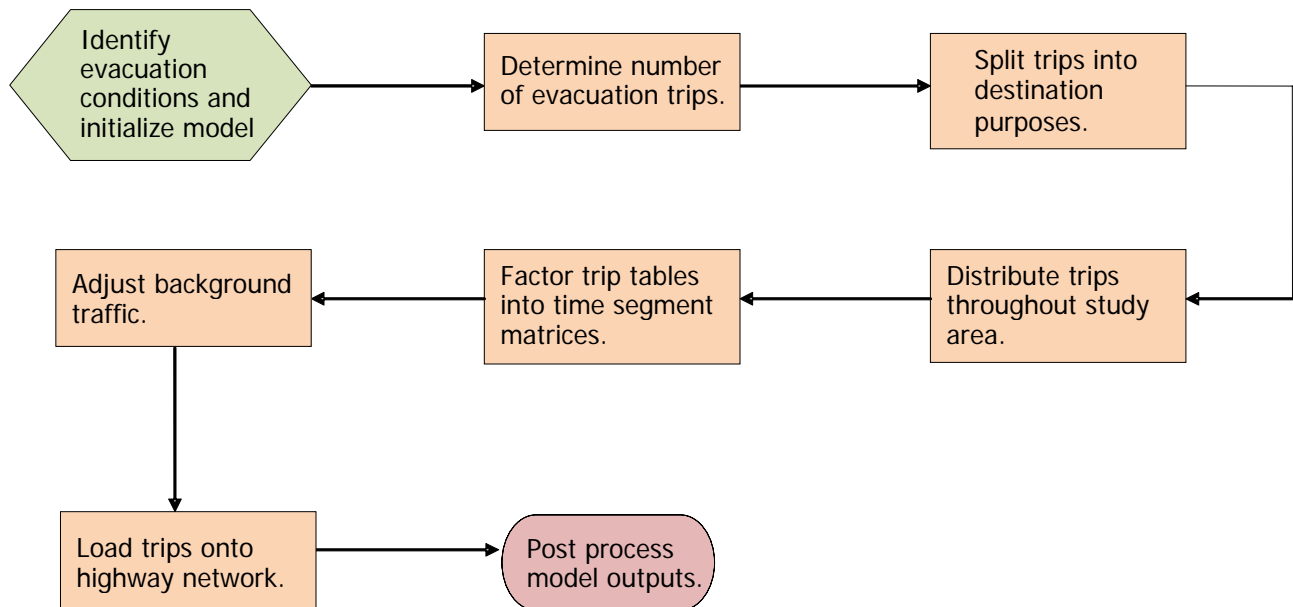 Identify
evacuation
conditions and
initialize model
Determine number
of evacuation trips.
Split trips into
destination
purposes.
Distribute trips
throughout study
area.
Factor trip tables
into time segment
matrices.
Adjust background
traffic.
Load trips onto
highway network.
Post process
model outputs.